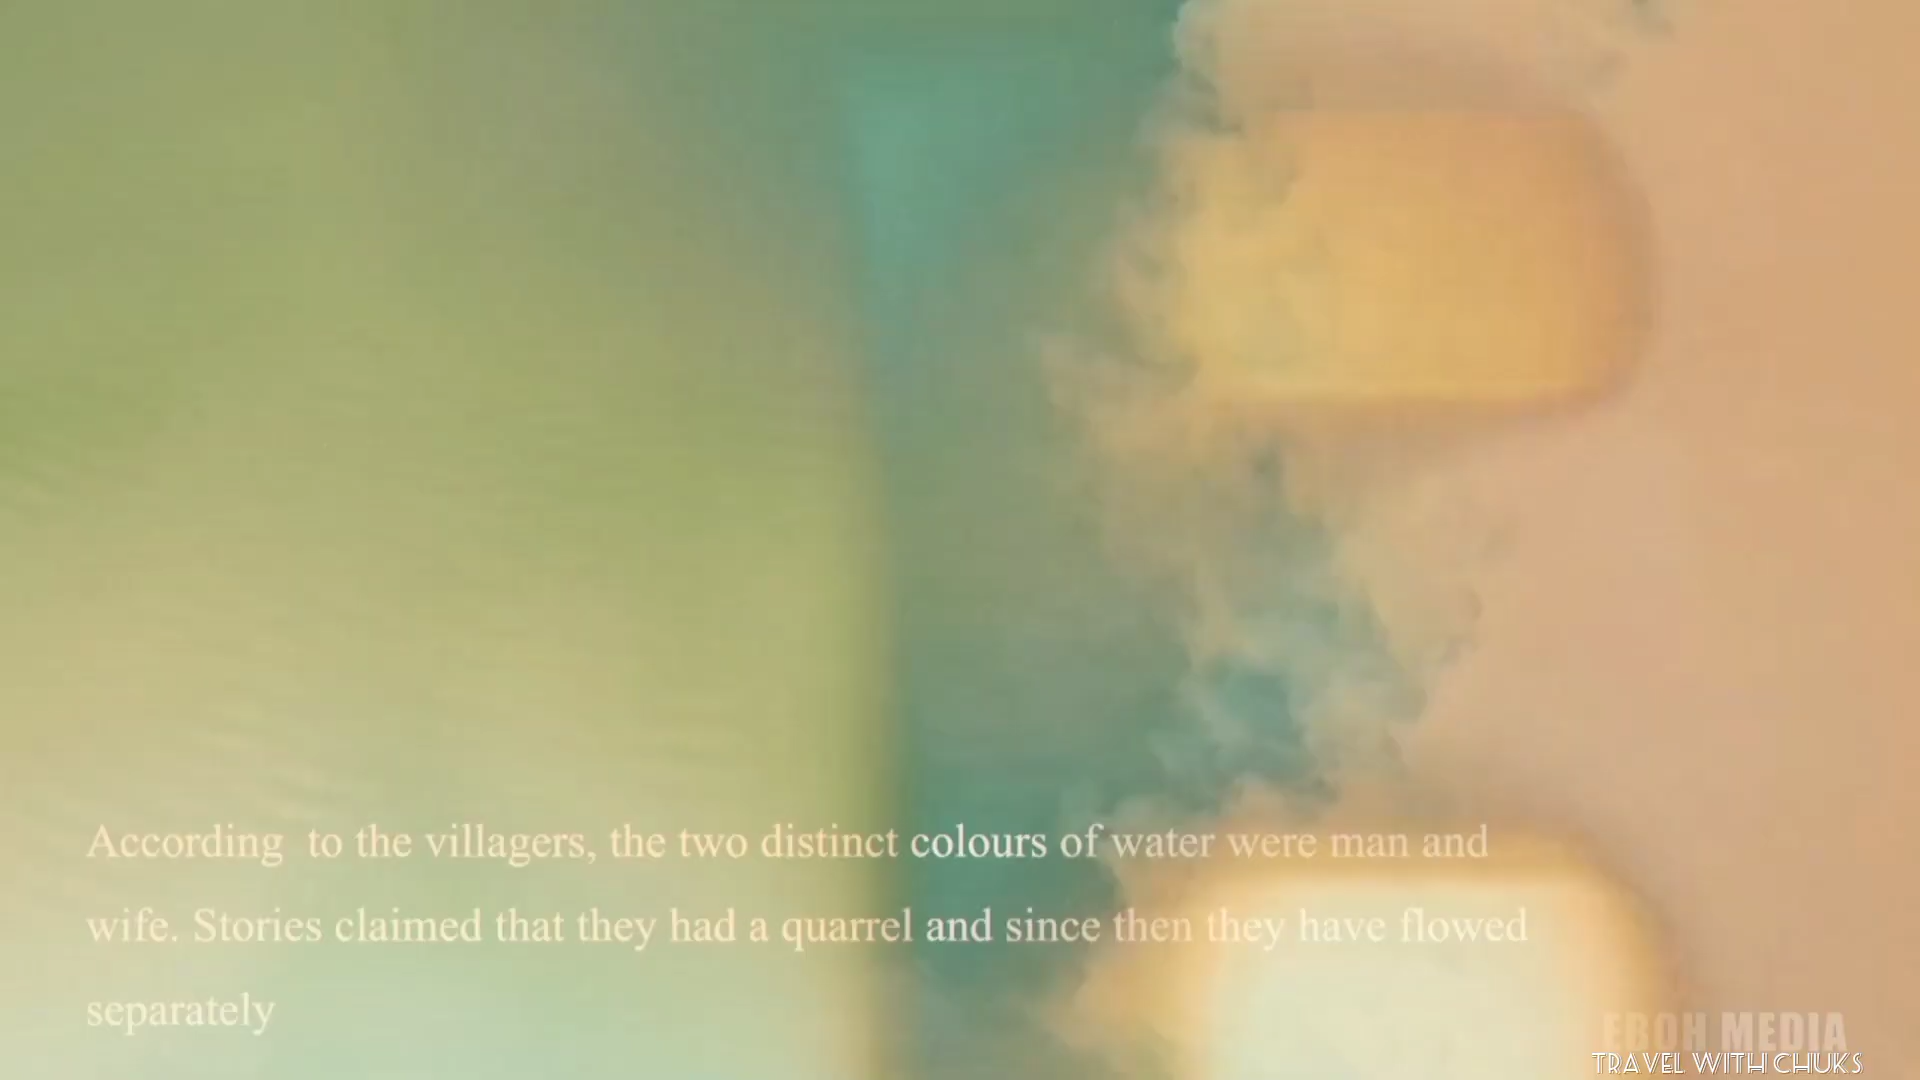 According  to the villagers, the two distinct colours of water were man and
wife. Stories claimed that they had a quarrel and since then they have flowed
separately
EBOH MEDIA
TRAVEL WITH CHUKS